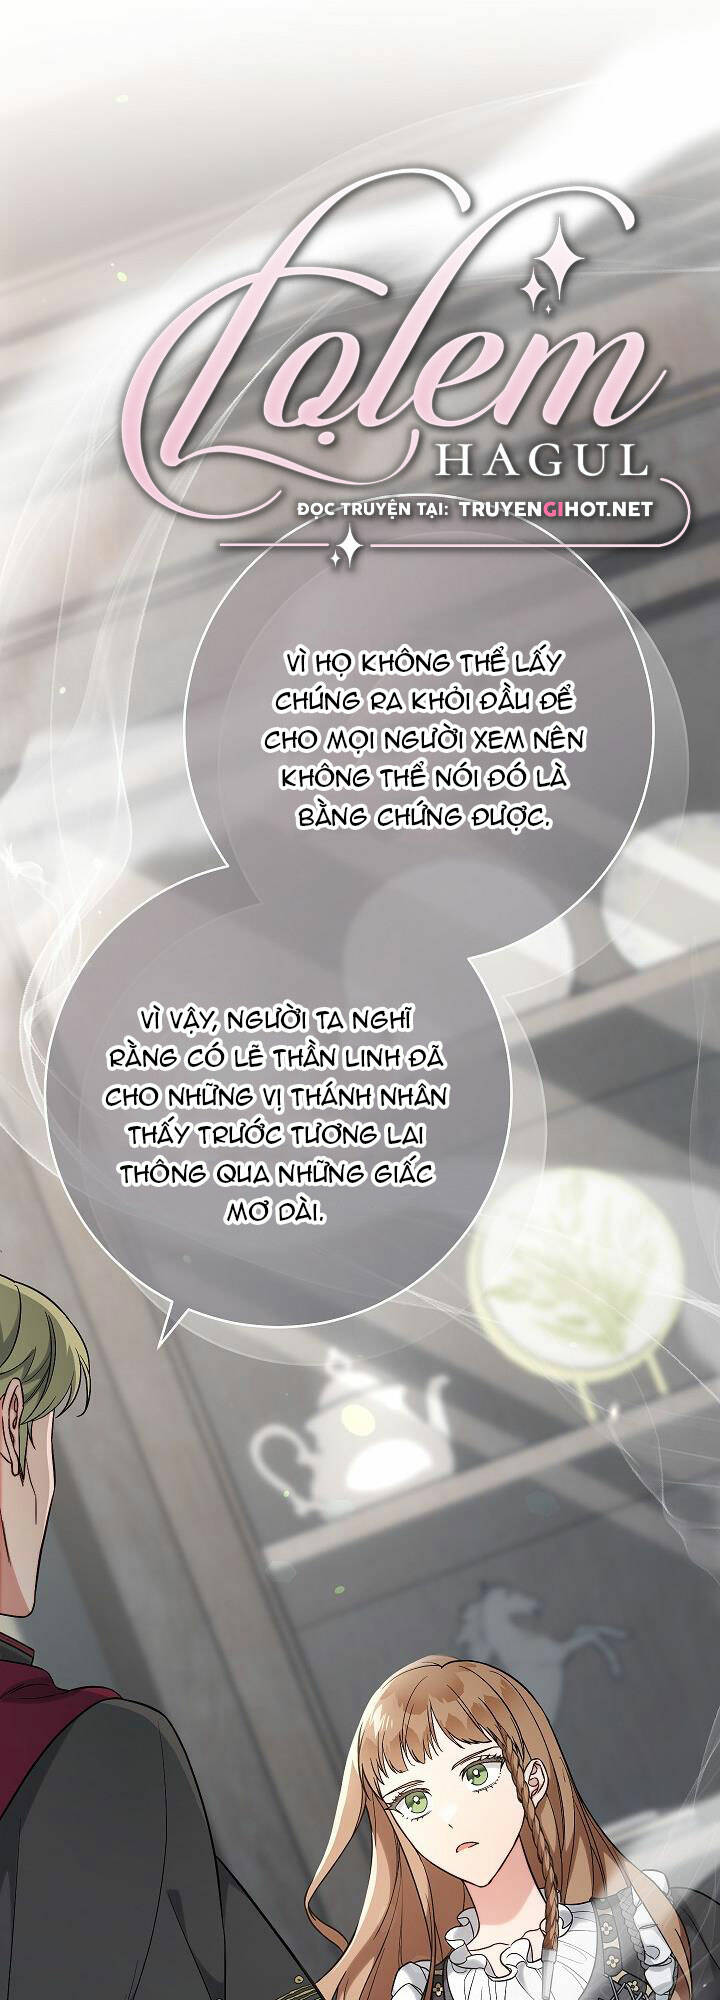 Lọlem
HAGUL
ĐỌC TRUYỆN TẠI: TRUYENGIHOT.NET
VÌ HỌ KHÔNG THỂ LẤY
CHÚNG RA KHỎI ĐẦU ĐỂ
CHO MỌI NGƯỜI XEM NÊN
KHÔNG THỂ NÓI ĐÓ LÀ
BẰNG CHỨNG ĐƯỢC.
VÌ VẬY, NGƯỜI TA NGHĨ
RẰNG CÓ LẼ THẦN LINH ĐÃ
CHO NHỮNG VỊ THÁNH NHÂN
THẤY TRƯỚC TƯƠNG LAI
THÔNG QUA NHỮNG GIẤC
MƠ DÀI.